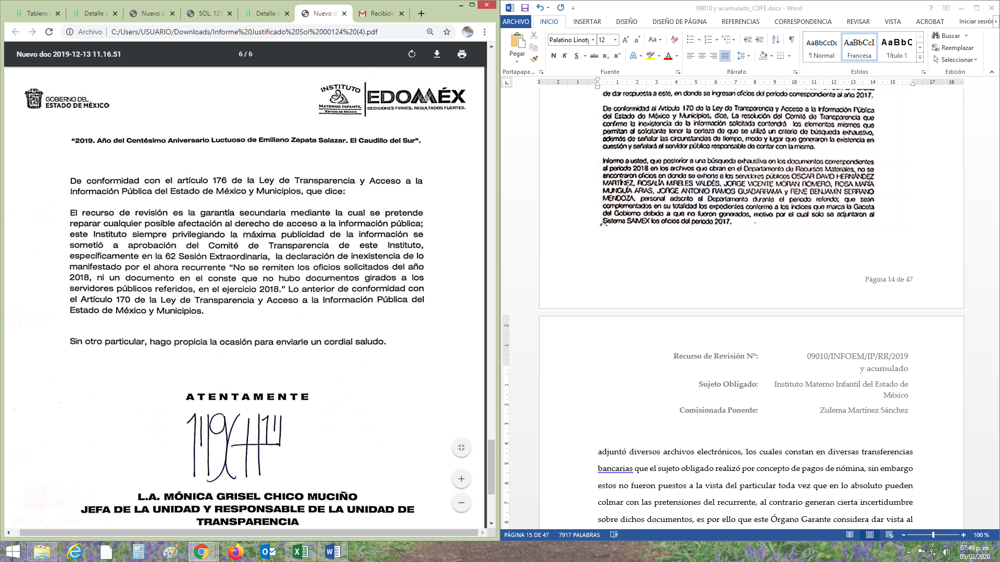 Tablero
Detalle d
Nuevo d
SOL. 125
Detalle d
Nuevo d
Recibido
Archivo
C:/Users/USUARIO/Downloads/Informe%20Justificado%20Sol%2000124%20(4).pdf
Nuevo doc 2019-12-13 11.16.51
6 / 6
GOBIERNO DEL
ESTADO DE MÉXICO
INSTITUTO
MATERNO INFANTIL
ESTADO DE MÉXICO
EDOMÉX
DECISIONES FIRMES, RESULTADOS FUERTES.
“2019. Año del Centésimo Aniversario Luctuoso de Emiliano Zapata Salazar. El Caudillo del Sur”.
De conformidad con el artículo 176 de la Ley de Transparencia y Acceso a la
Información Pública del Estado de México y Municipios, que dice:
El recurso de revisión es la garantía secundaria mediante la cual se pretende
reparar cualquier posible afectación al derecho de acceso a la información pública;
este Instituto siempre privilegiando la máxima publicidad de la información se
sometió a aprobación del Comité de Transparencia de este Instituto,
específicamente en la 62 Sesión Extraordinaria, la declaración de inexistencia de lo
manifestado por el ahora recurrente “No se remiten los oficios solicitados del año
2018, ni un documento en el conste que no hubo documentos girados a los
servidores públicos referidos, en el ejercicio 2018.” Lo anterior de conformidad con
el Artículo 170 de la Ley de Transparencia y Acceso a la Información Pública del
Estado de México y Municipios.
Sin otro particular, hago propicia la ocasión para enviarle un cordial saludo.
ATENTAMENTE
L.A. MÓNICA GRISEL CHICO MUCIÑO
JEFA DE LA UNIDAD Y RESPONSABLE DE LA UNIDAD DE
TRANSPARENCIA
09010 y acumulado_CDFE.docx - Word
ARCHIVO
INICIO
INSERTAR
DISEÑO
DISEÑO DE PÁGINA
REFERENCIAS
CORRESPONDENCIA
REVISAR
VISTA
ACROBAT
Iniciar sesión
Pegar
Portapape...
Palatino Linoty
12
N K S abc x₂ x²
Fuente
Párrafo
AaBbCcDc
¶ Normal
AaBbCcI
Francesa
AaBbC
Título 1
Estilos
Buscar
Reemplazar
Seleccionar
Edición
3 2 1 1 2 3 4 5 6 7 8 9 10 11 12 13 14 15 17 18
de dar respuesta a este, en donde se ingresan oficios del periodo correspondiente al año 2017.
De conformidad al Artículo 170 de la Ley de Transparencia y Acceso a la Información Pública
del Estado de México y Municipios, dice, La resolución del Comité de Transparencia que
confirme la inexistencia de la información solicitada contendrá los elementos mismos que
permitan al solicitante tener la certeza de que se utilizó un criterio de búsqueda exhaustivo,
además de señalar las circunstancias de tiempo, modo y lugar que generaron la existencia en
cuestión y señalará al servidor público responsable de contar con la misma.
Informo a usted, que posterior a una búsqueda exhaustiva en los documentos correspondientes
al periodo 2018 en los archivos que obran en el Departamento de Recursos Materiales, no se
encontraron oficios en donde se exhorta a los servidores públicos OSCAR DAVID HERNÁNDEZ
MARTÍNEZ, ROSALÍA MIRELES VALDÉS, JORGE VICENTE MORAN ROMERO, ROSA MARÍA
MUNGUÍA ARIAS, JORGE ANTONIO RAMOS GUADARRAMA y RENE BENJAMÍN SERRANO
MENDOZA, personal adscrito al Departamento durante el periodo referido; que sean
complementados en su totalidad los expedientes conforme a los índices que marca la Gaceta
del Gobierno debido a que no fueron generados, motivo por el cual solo se adjuntaron al
Sistema SAIMEX los oficios del periodo 2017.
Página 14 de 47
Recurso de Revisión N°:
09010/INFOEM/IP/RR/2019
y acumulado
Sujeto Obligado:
Instituto Materno Infantil del Estado de
México
Comisionada Ponente:
Zulema Martínez Sánchez
adjuntó diversos archivos electrónicos, los cuales constan en diversas transferencias
bancarias que el sujeto obligado realizó por concepto de pagos de nómina, sin embargo
estos no fueron puestos a la vista del particular toda vez que en lo absoluto pueden
colmar con las pretensiones del recurrente, al contrario generan cierta incertidumbre
sobre dichos documentos, es por ello que este Órgano Garante considera dar vista al
PÁGINA 15 DE 47
7917 PALABRAS
100 %
07:49 p. m.
05/02/2020